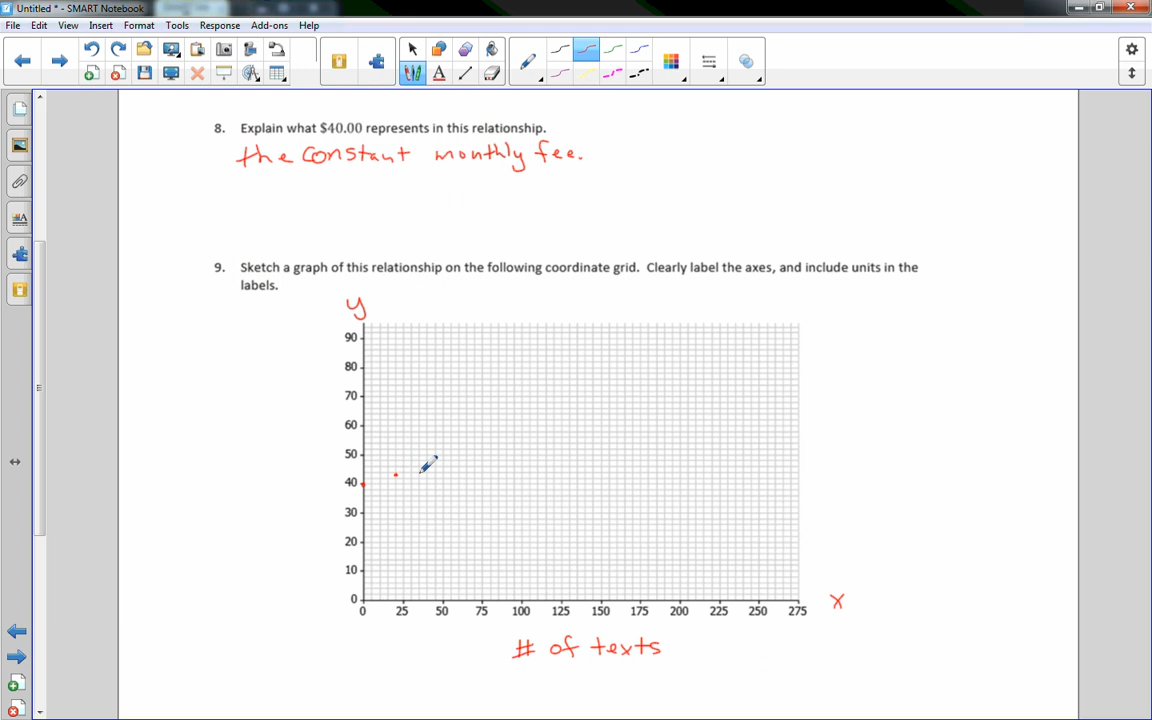 Untitled * - SMART Notebook
File Edit View Insert Format Tools Response Add-ons Help
8. Explain what $40.00 represents in this relationship.
the constant monthly fee.
9. Sketch a graph of this relationship on the following coordinate grid. Clearly label the axes, and include units in the
labels.
y
90
80
70
60
50
40
30
20
10
0
0 25 50 75 100 125 150 175 200 225 250 275
x
# of texts